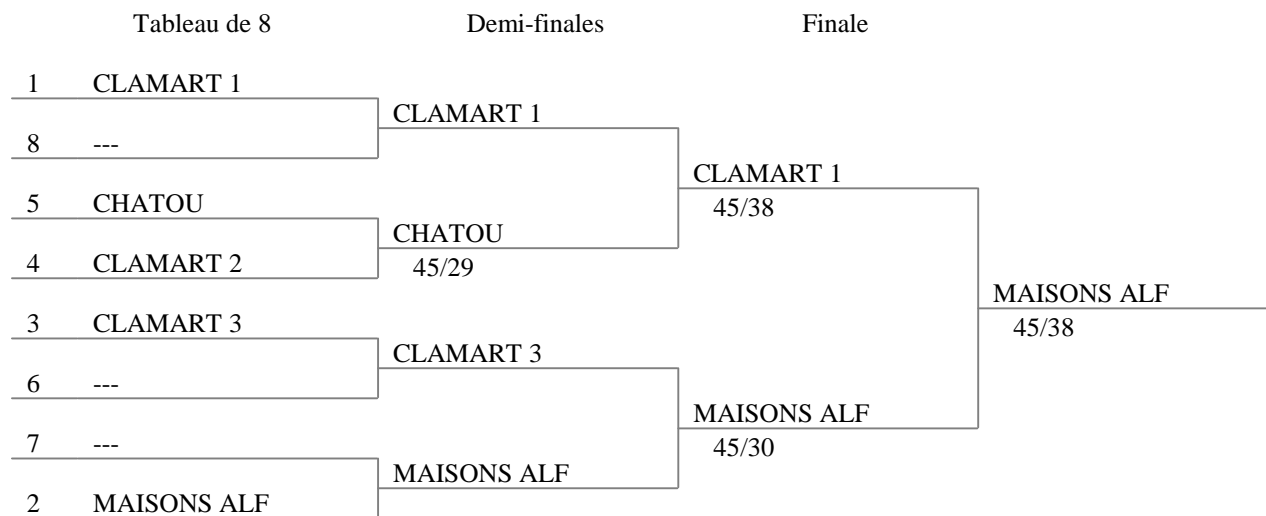 Tableau de 8 Demi-finales Finale
1 CLAMART 1
CLAMART 1
8 ---
CLAMART 1
45/38
5 CHATOU
CHATOU
45/29
4 CLAMART 2
MAISONS ALF
45/38
3 CLAMART 3
CLAMART 3
6 ---
MAISONS ALF
45/30
7 ---
MAISONS ALF
2 MAISONS ALF